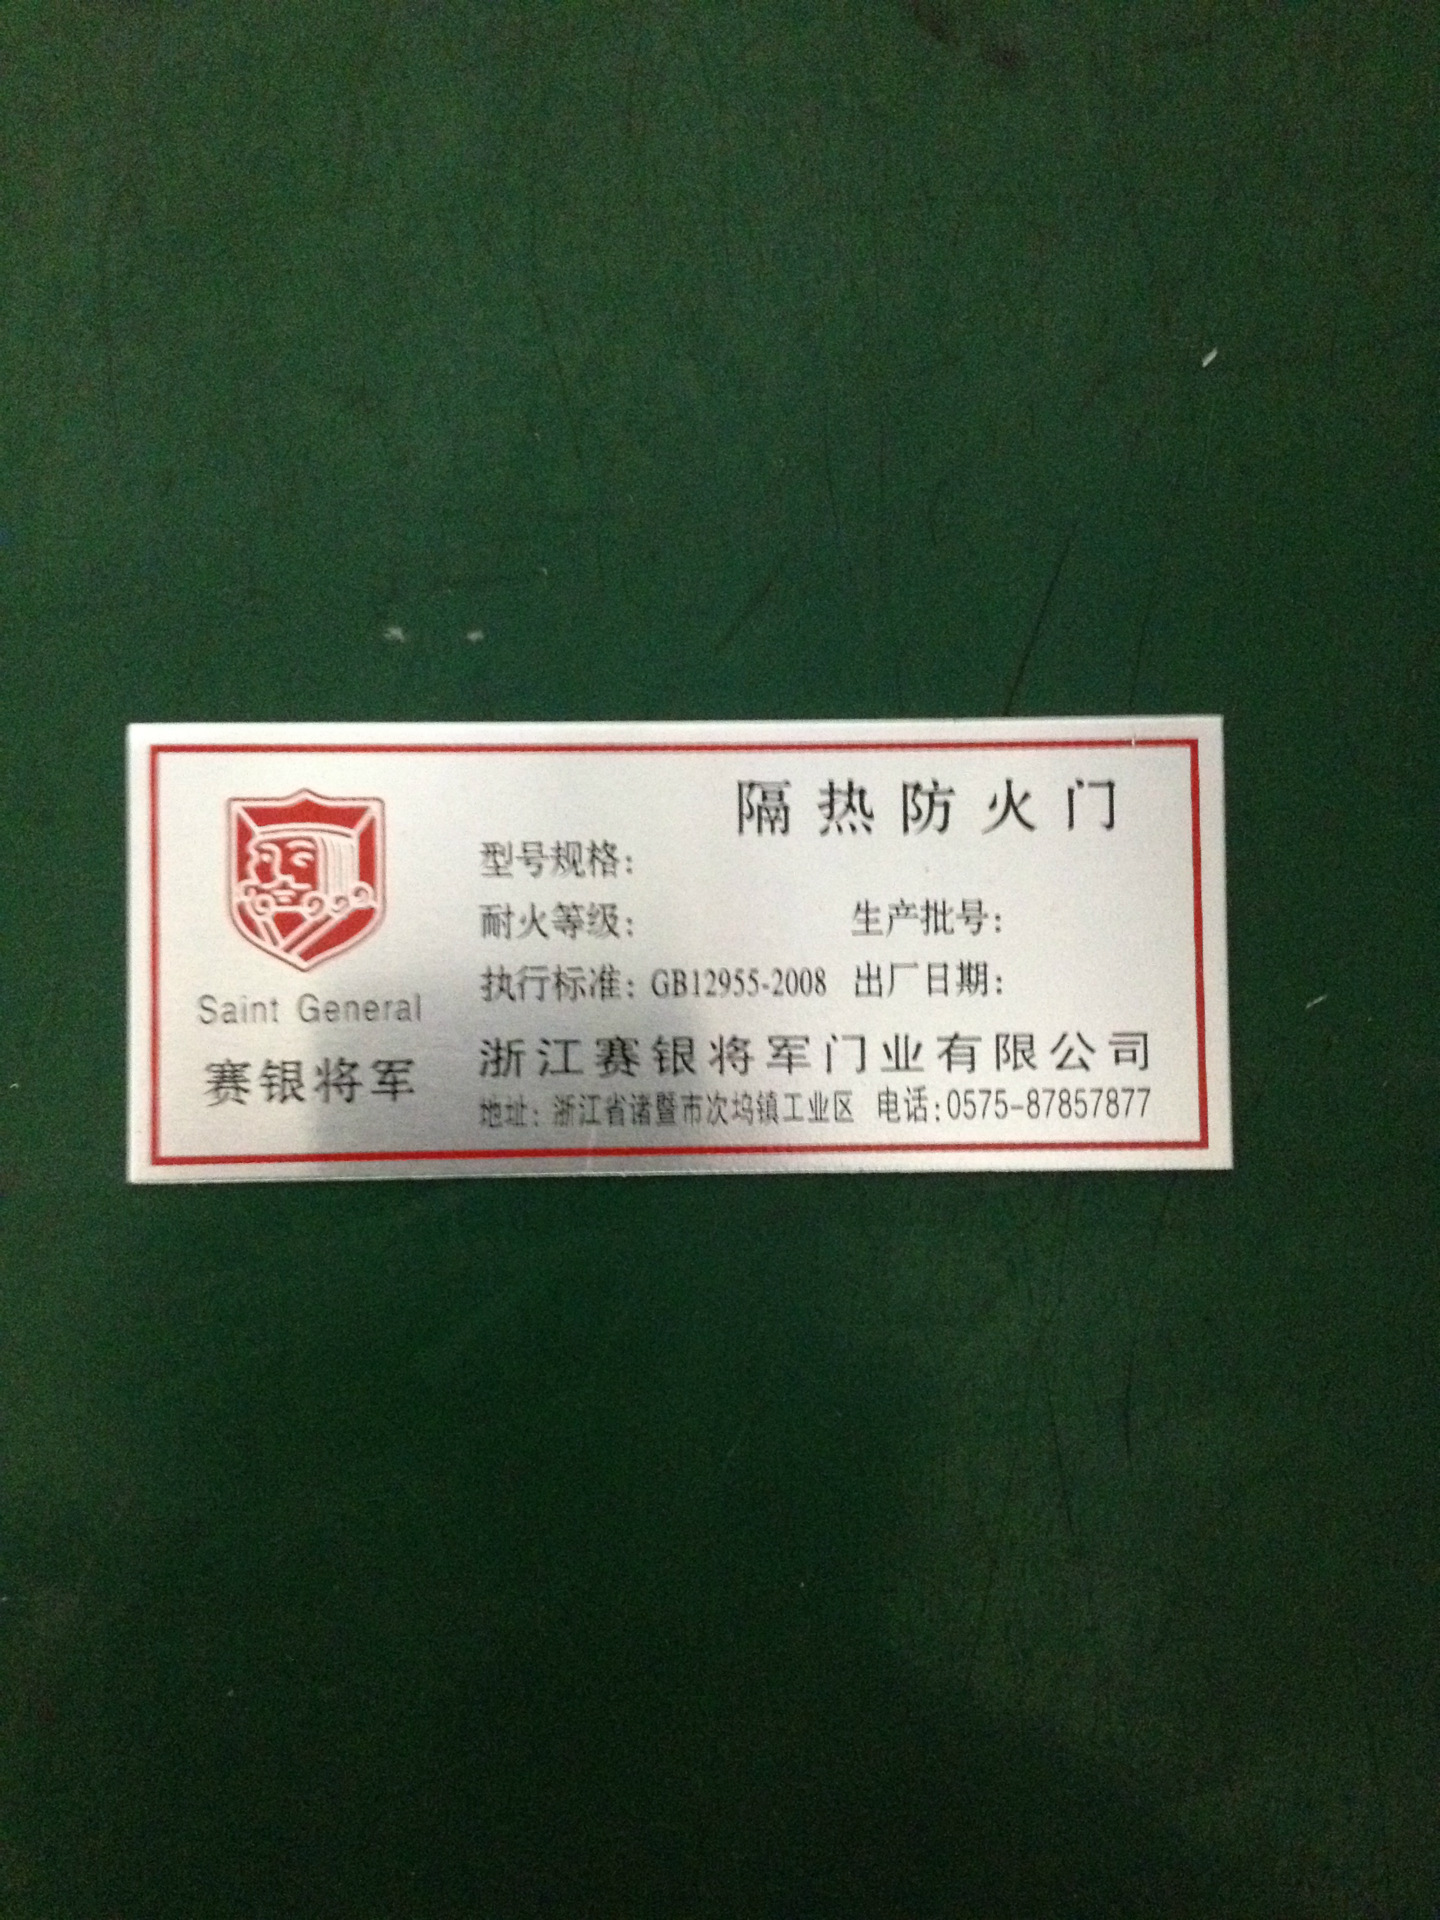 隔热防火门
型号规格:
耐火等级: 生产批号:
执行标准: GB12955-2008 出厂日期:
Saint General
赛银将军
浙江赛银将军门业有限公司
地址: 浙江省诸暨市次坞镇工业区 电话:0575-87857877